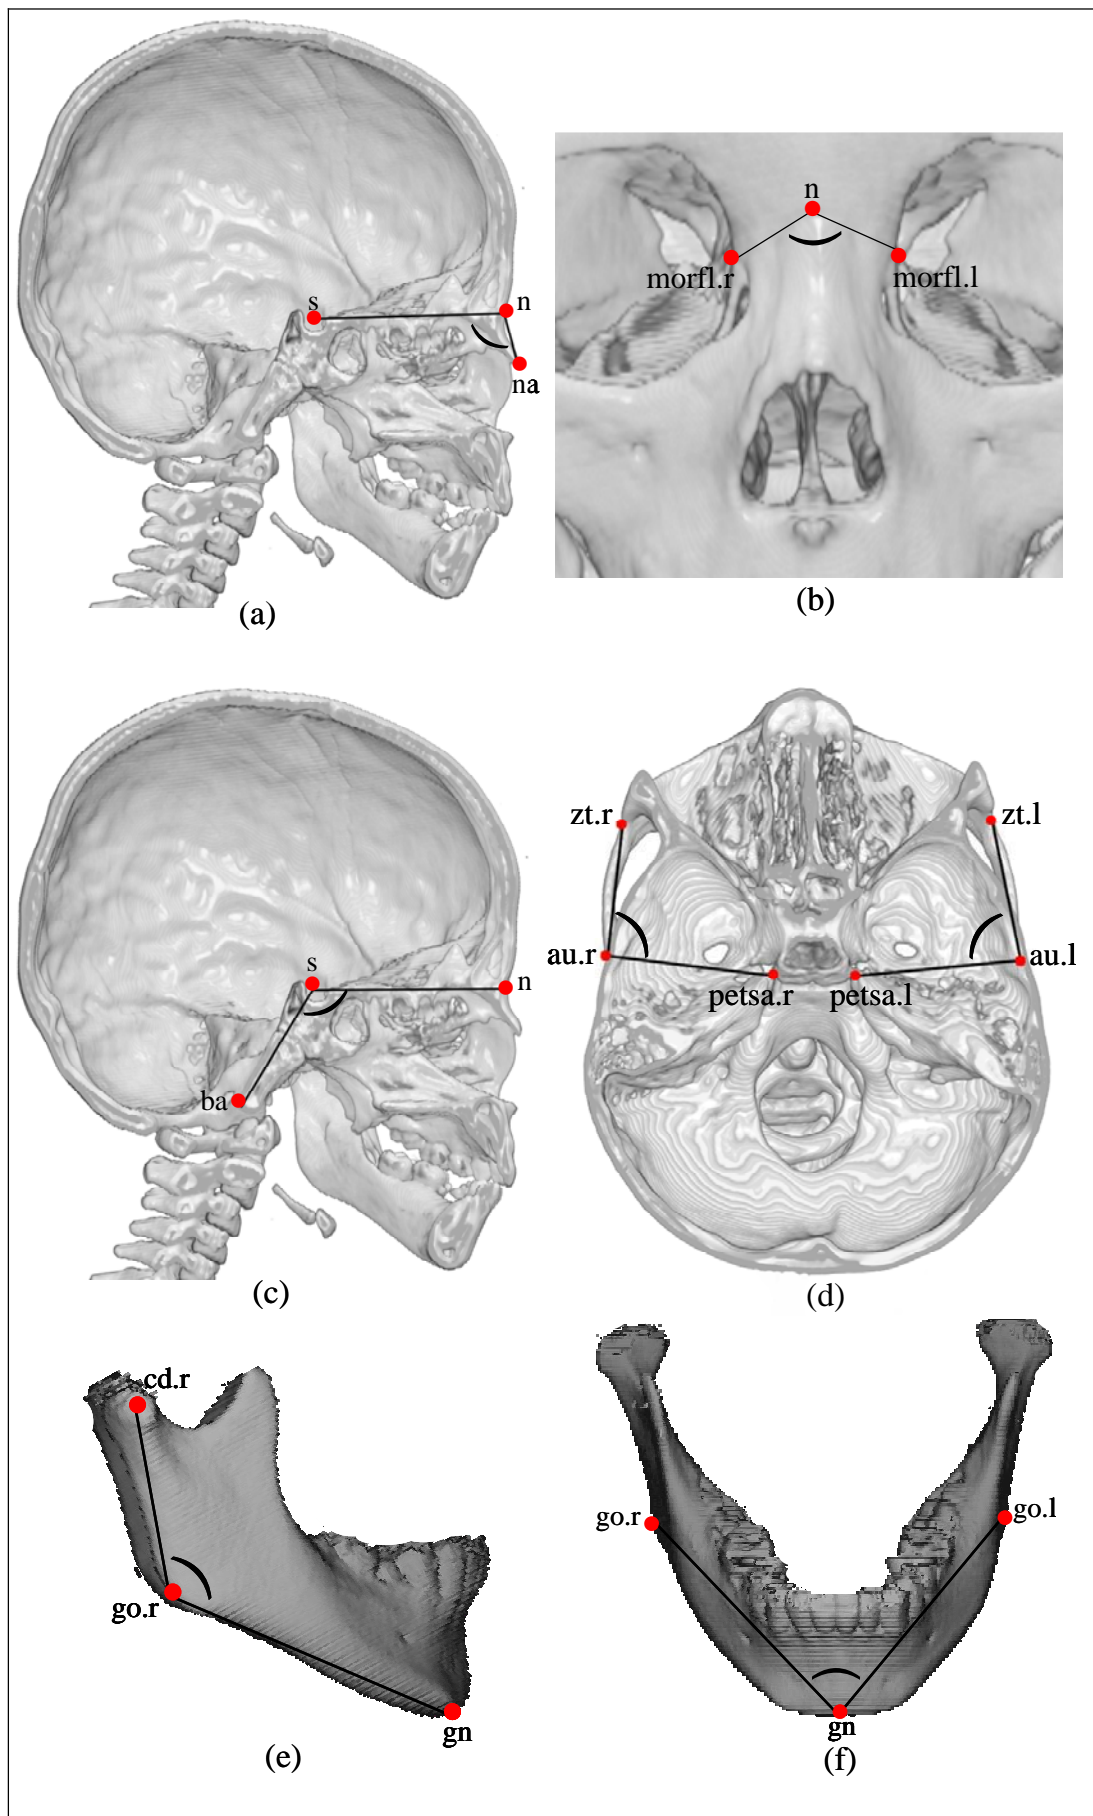 s
n
na
(a)
n
morfl.r
morfl.l
(b)
s
n
ba
(c)
zt.r
zt.l
au.r
au.l
petsa.r
petsa.l
(d)
cd.r
go.r
gn
(e)
go.r
go.l
gn
(f)